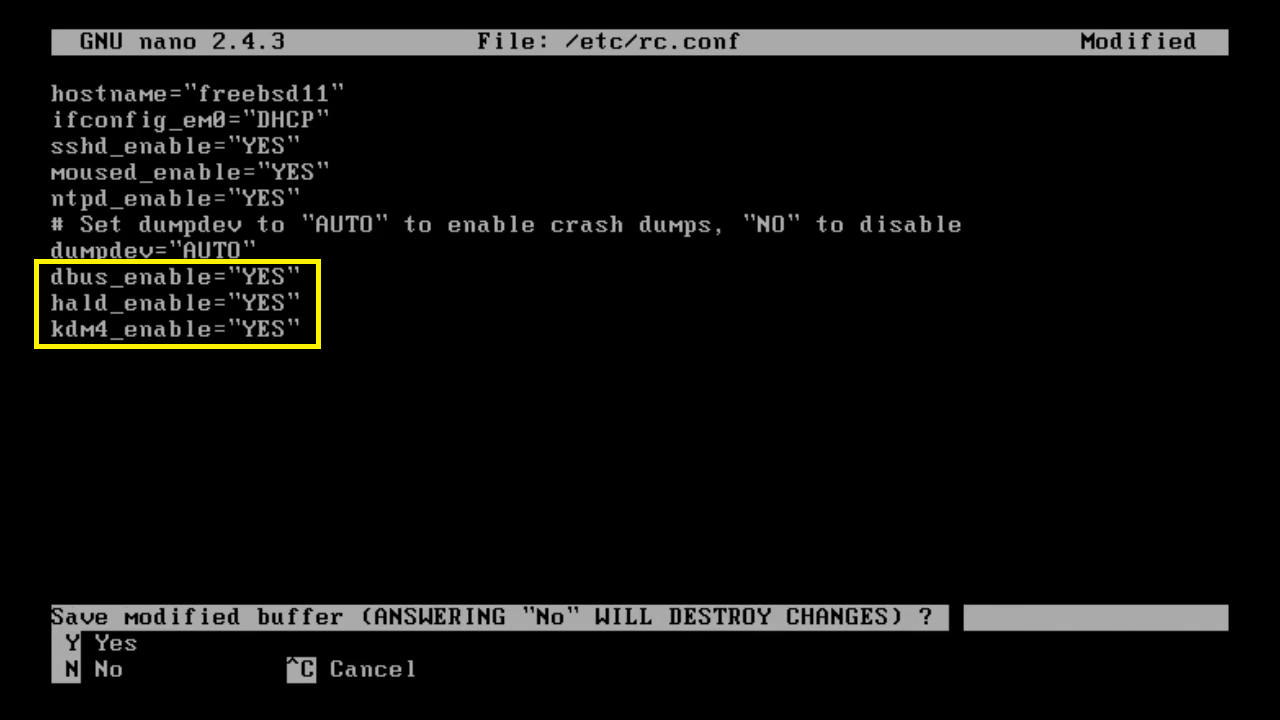 GNU nano 2.4.3 File: /etc/rc.conf Modified
hostname="freebsd11"
ifconfig_em0="DHCP"
sshd_enable="YES"
moused_enable="YES"
ntpd_enable="YES"
# Set dumpdev to "AUTO" to enable crash dumps, "NO" to disable
dumpdev="AUTO"
dbus_enable="YES"
hald_enable="YES"
kdm4_enable="YES"
Save modified buffer (ANSWERING "No" WILL DESTROY CHANGES) ?
Y Yes
N No ^C Cancel